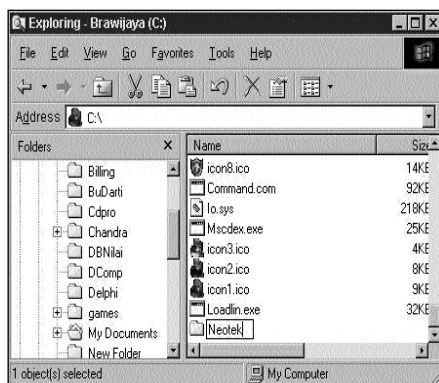 Exploring - Brawijaya (C:)
File Edit View Go Favorites Tools Help
Address C:\
Folders x Name Size
Billing
BuDarti
Cdpro
Chandra
DBNilai
DComp
Delphi
games
My Documents
New Folder
icon8.ico 14KB
Command.com 92KB
Io.sys 218KB
Mscdex.exe 25KB
icon3.ico 4KB
icon2.ico 8KB
icon1.ico 9KB
Loadlin.exe 32KB
Neotek
1 object(s) selected My Computer